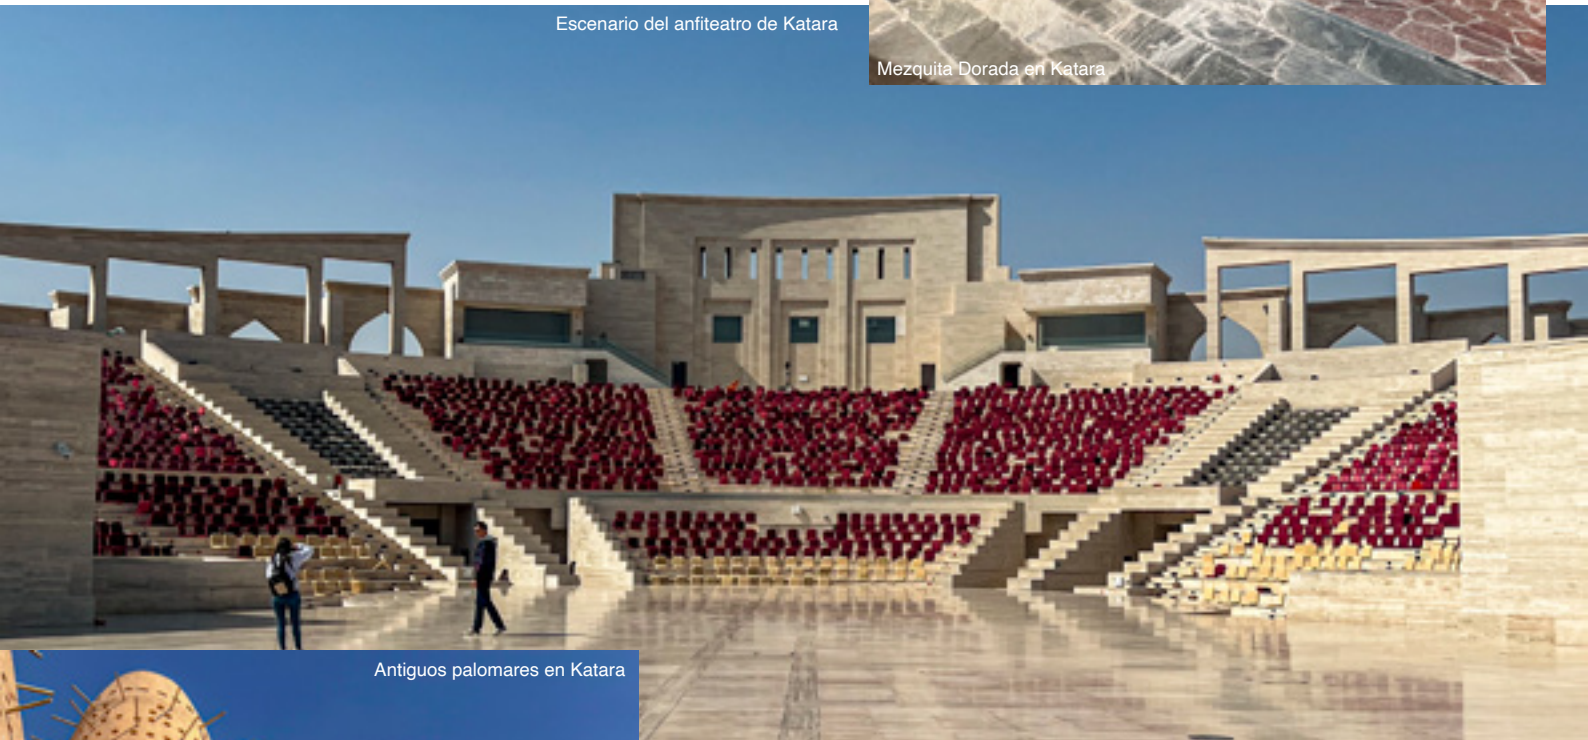 Escenario del anfiteatro de Katara
Mezquita Dorada en Katara
Antiguos palomares en Katara